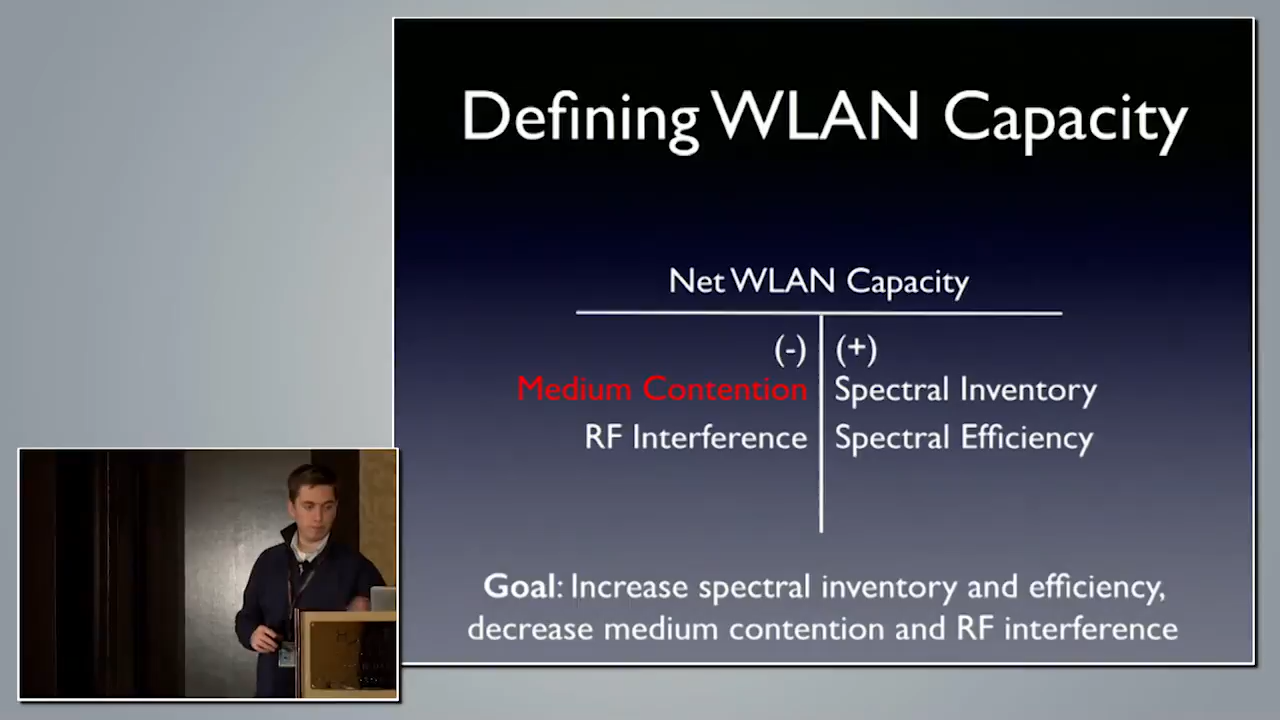 Defining WLAN Capacity
Net WLAN Capacity
(-) (+)
Medium Contention Spectral Inventory
RF Interference Spectral Efficiency
Goal: Increase spectral inventory and efficiency,
decrease medium contention and RF interference